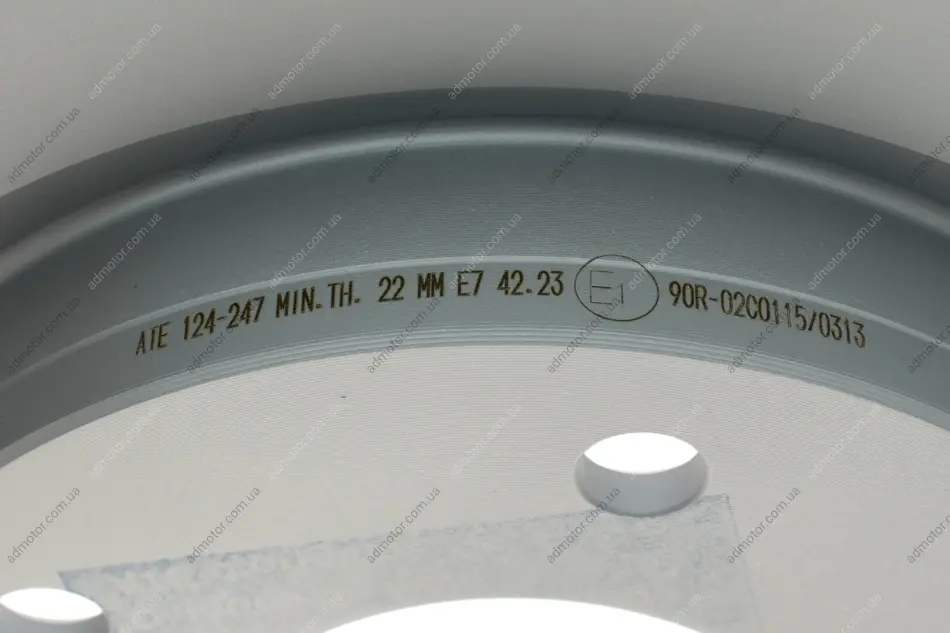 ATE 124-247 MIN.TH. 22 MM E7 42.23 E1 90R-02C0115/0313
admotor.com.ua